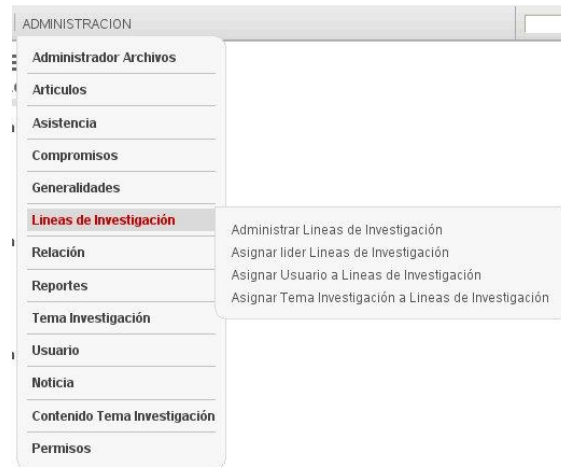 ADMINISTRACION
Administrador Archivos
Articulos
Asistencia
Compromisos
Generalidades
Lineas de Investigación
Administrar Lineas de Investigación
Asignar lider Lineas de Investigación
Asignar Usuario a Lineas de Investigación
Asignar Tema Investigación a Lineas de Investigación
Relación
Reportes
Tema Investigación
Usuario
Noticia
Contenido Tema Investigación
Permisos